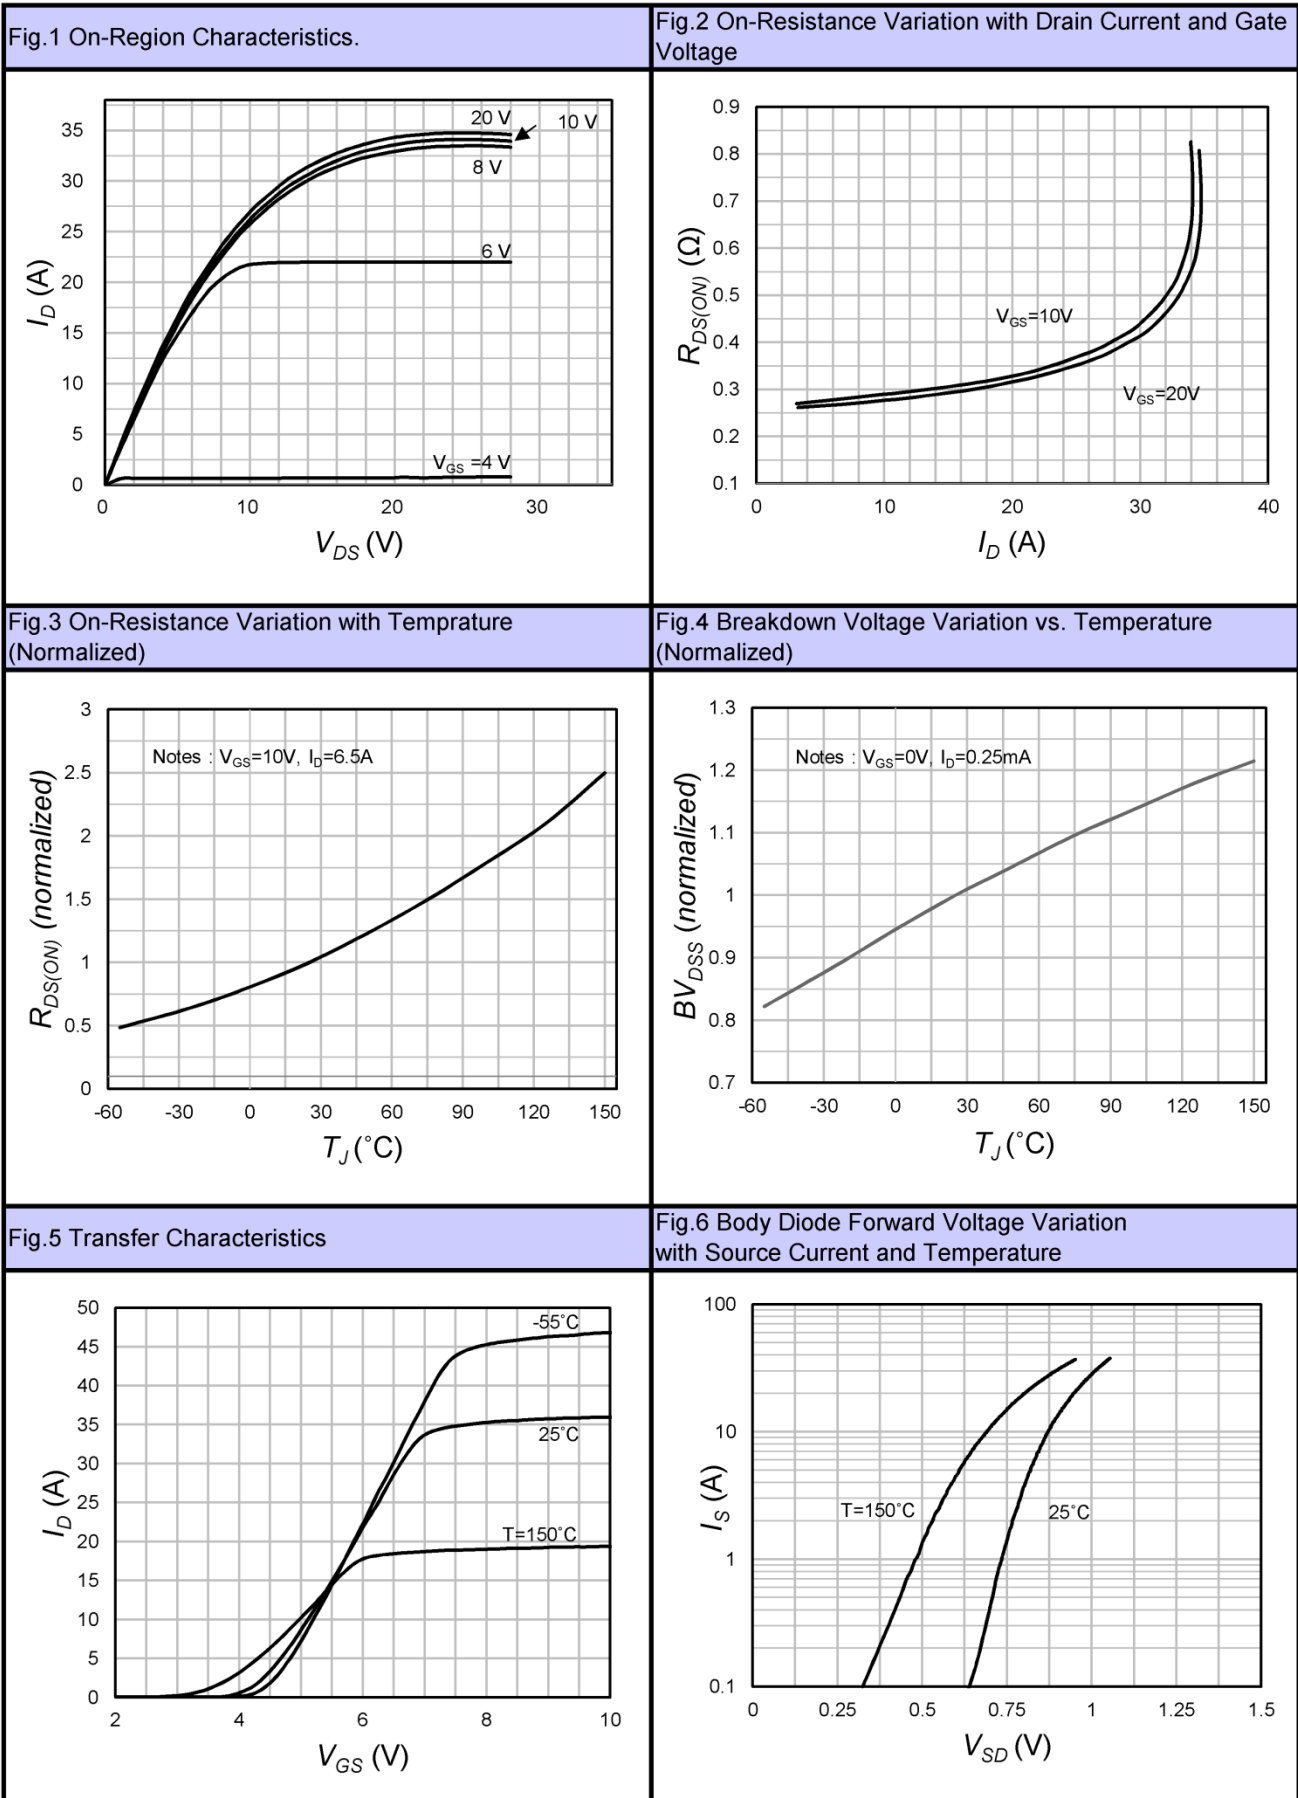 Fig.1 On-Region Characteristics.
Fig.2 On-Resistance Variation with Drain Current and Gate
Voltage
35
30
25
20
15
10
5
0
I_D (A)
20 V
10 V
8 V
6 V
V_GS =4 V
0
10
20
30
V_DS (V)
0.9
0.8
0.7
0.6
0.5
0.4
0.3
0.2
0.1
R_DS(ON) (Ω)
V_GS=10V
V_GS=20V
0
10
20
30
40
I_D (A)
Fig.3 On-Resistance Variation with Temprature
(Normalized)
Fig.4 Breakdown Voltage Variation vs. Temperature
(Normalized)
3
2.5
2
1.5
1
0.5
0
R_DS(ON) (normalized)
Notes : V_GS=10V, I_D=6.5A
-60
-30
0
30
60
90
120
150
T_J (˚C)
1.3
1.2
1.1
1
0.9
0.8
0.7
BV_DSS (normalized)
Notes : V_GS=0V, I_D=0.25mA
-60
-30
0
30
60
90
120
150
T_J (˚C)
Fig.5 Transfer Characteristics
Fig.6 Body Diode Forward Voltage Variation
with Source Current and Temperature
50
45
40
35
30
25
20
15
10
5
0
I_D (A)
-55˚C
25˚C
T=150˚C
2
4
6
8
10
V_GS (V)
100
10
1
0.1
I_S (A)
T=150˚C
25˚C
0
0.25
0.5
0.75
1
1.25
1.5
V_SD (V)